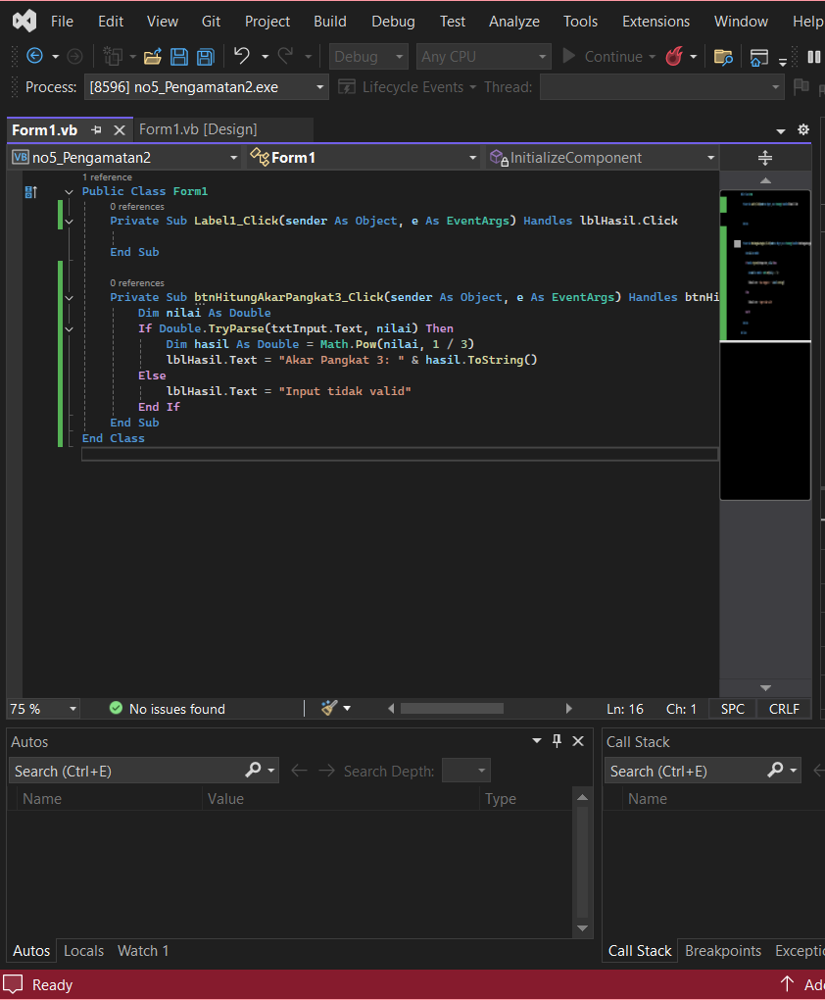 File Edit View Git Project Build Debug Test Analyze Tools Extensions Window Help
Debug Any CPU Continue
Process: [8596] no5_Pengamatan2.exe Lifecycle Events Thread:
Form1.vb Form1.vb [Design]
VB no5_Pengamatan2 Form1 InitializeComponent
1 reference
Public Class Form1
0 references
Private Sub Label1_Click(sender As Object, e As EventArgs) Handles lblHasil.Click
End Sub
0 references
Private Sub btnHitungAkarPangkat3_Click(sender As Object, e As EventArgs) Handles btnHi
Dim nilai As Double
If Double.TryParse(txtInput.Text, nilai) Then
Dim hasil As Double = Math.Pow(nilai, 1 / 3)
lblHasil.Text = "Akar Pangkat 3: " & hasil.ToString()
Else
lblHasil.Text = "Input tidak valid"
End If
End Sub
End Class
75 % No issues found Ln: 16 Ch: 1 SPC CRLF
Autos Call Stack
Search (Ctrl+E) Search Depth: Search (Ctrl+E)
Name Value Type Name
Autos Locals Watch 1 Call Stack Breakpoints Exceptio
Ready Add